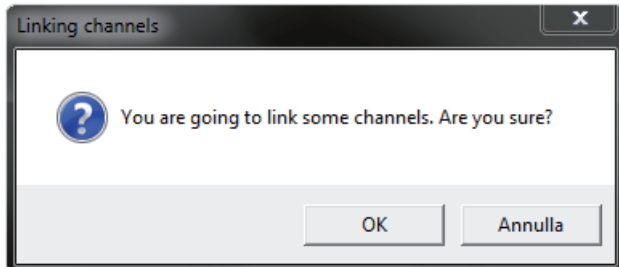 Linking channels
You are going to link some channels. Are you sure?
OK
Annulla